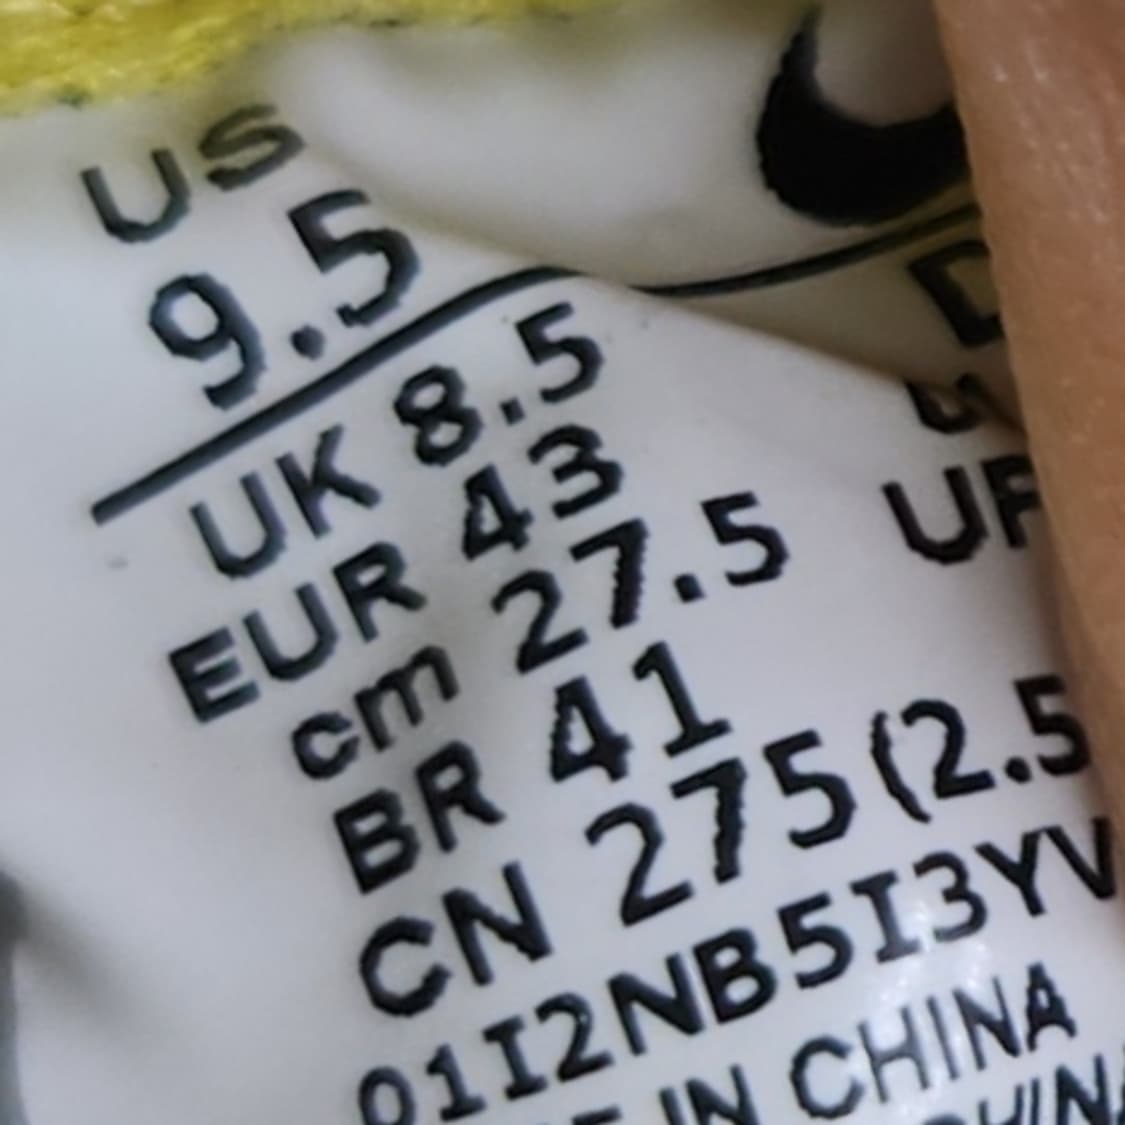 US
9.5
UK 8.5
EUR 43
cm 27.5
BR 41
CN 275 (2.5
01I2NB5I3YV
IN CHINA